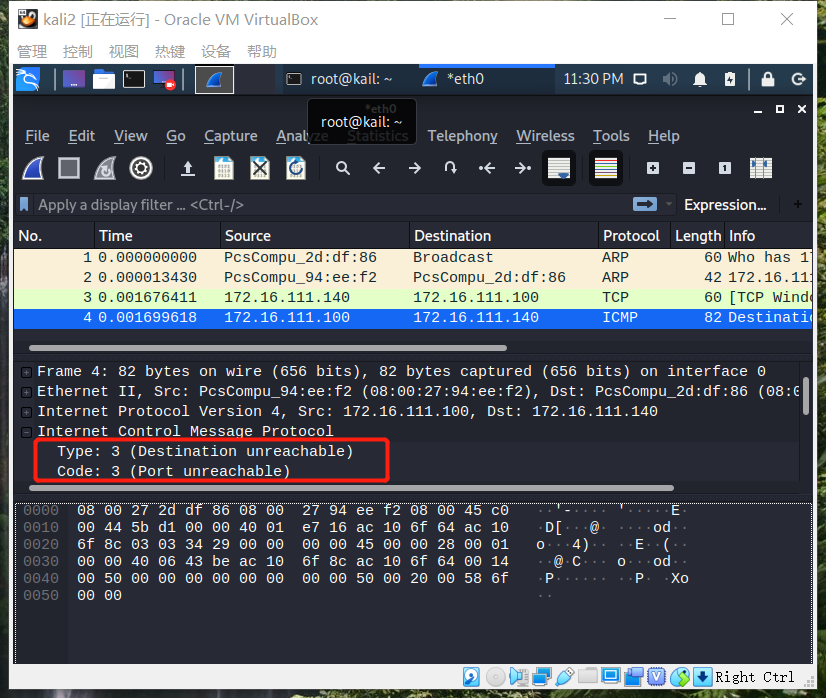 kali2 [正在运行] - Oracle VM VirtualBox
管理 控制 视图 热键 设备 帮助
root@kail: ~ *eth0 11:30 PM
*eth0
root@kail: ~
File Edit View Go Capture Analyze Statistics Telephony Wireless Tools Help
Apply a display filter ... <Ctrl-/> Expression... +
No. Time Source Destination Protocol Length Info
1 0.000000000 PcsCompu_2d:df:86 Broadcast ARP 60 Who has 17
2 0.000013430 PcsCompu_94:ee:f2 PcsCompu_2d:df:86 ARP 42 172.16.11
3 0.001676411 172.16.111.140 172.16.111.100 TCP 60 [TCP Windo
4 0.001699618 172.16.111.100 172.16.111.140 ICMP 82 Destinatio
Frame 4: 82 bytes on wire (656 bits), 82 bytes captured (656 bits) on interface 0
Ethernet II, Src: PcsCompu_94:ee:f2 (08:00:27:94:ee:f2), Dst: PcsCompu_2d:df:86 (08:0
Internet Protocol Version 4, Src: 172.16.111.100, Dst: 172.16.111.140
Internet Control Message Protocol
Type: 3 (Destination unreachable)
Code: 3 (Port unreachable)
0000 08 00 27 2d df 86 08 00 27 94 ee f2 08 00 45 c0 ··'-···· '·····E·
0010 00 44 5b d1 00 00 40 01 e7 16 ac 10 6f 64 ac 10 ·D[···@· ····od··
0020 6f 8c 03 03 34 29 00 00 00 00 45 00 00 28 00 01 o···4)·· ··E··(··
0030 00 00 40 06 43 be ac 10 6f 8c ac 10 6f 64 00 14 ··@·C··· o···od··
0040 00 50 00 00 00 00 00 00 00 00 50 00 20 00 58 6f ·P······ ··P· ·Xo
0050 00 00 ··
Right Ctrl